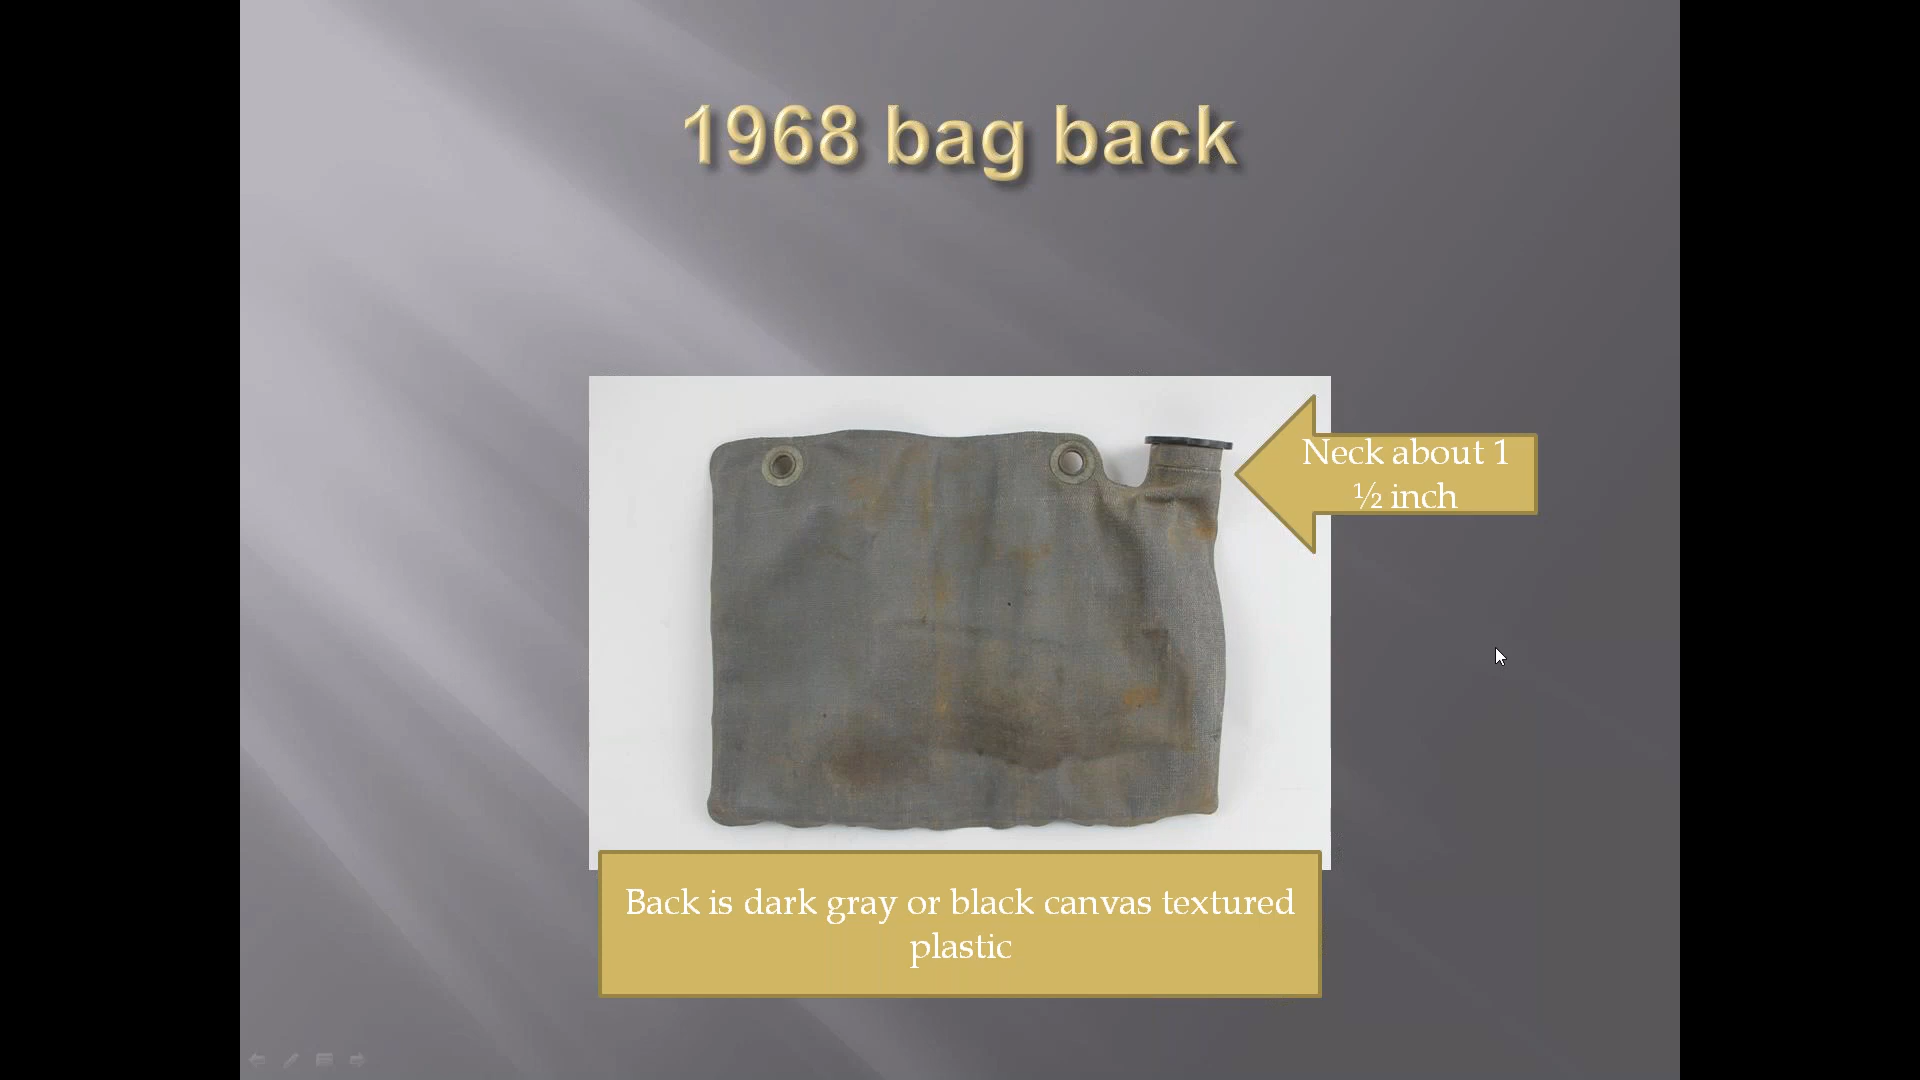 1968 bag back
Neck about 1
½ inch
Back is dark gray or black canvas textured
plastic